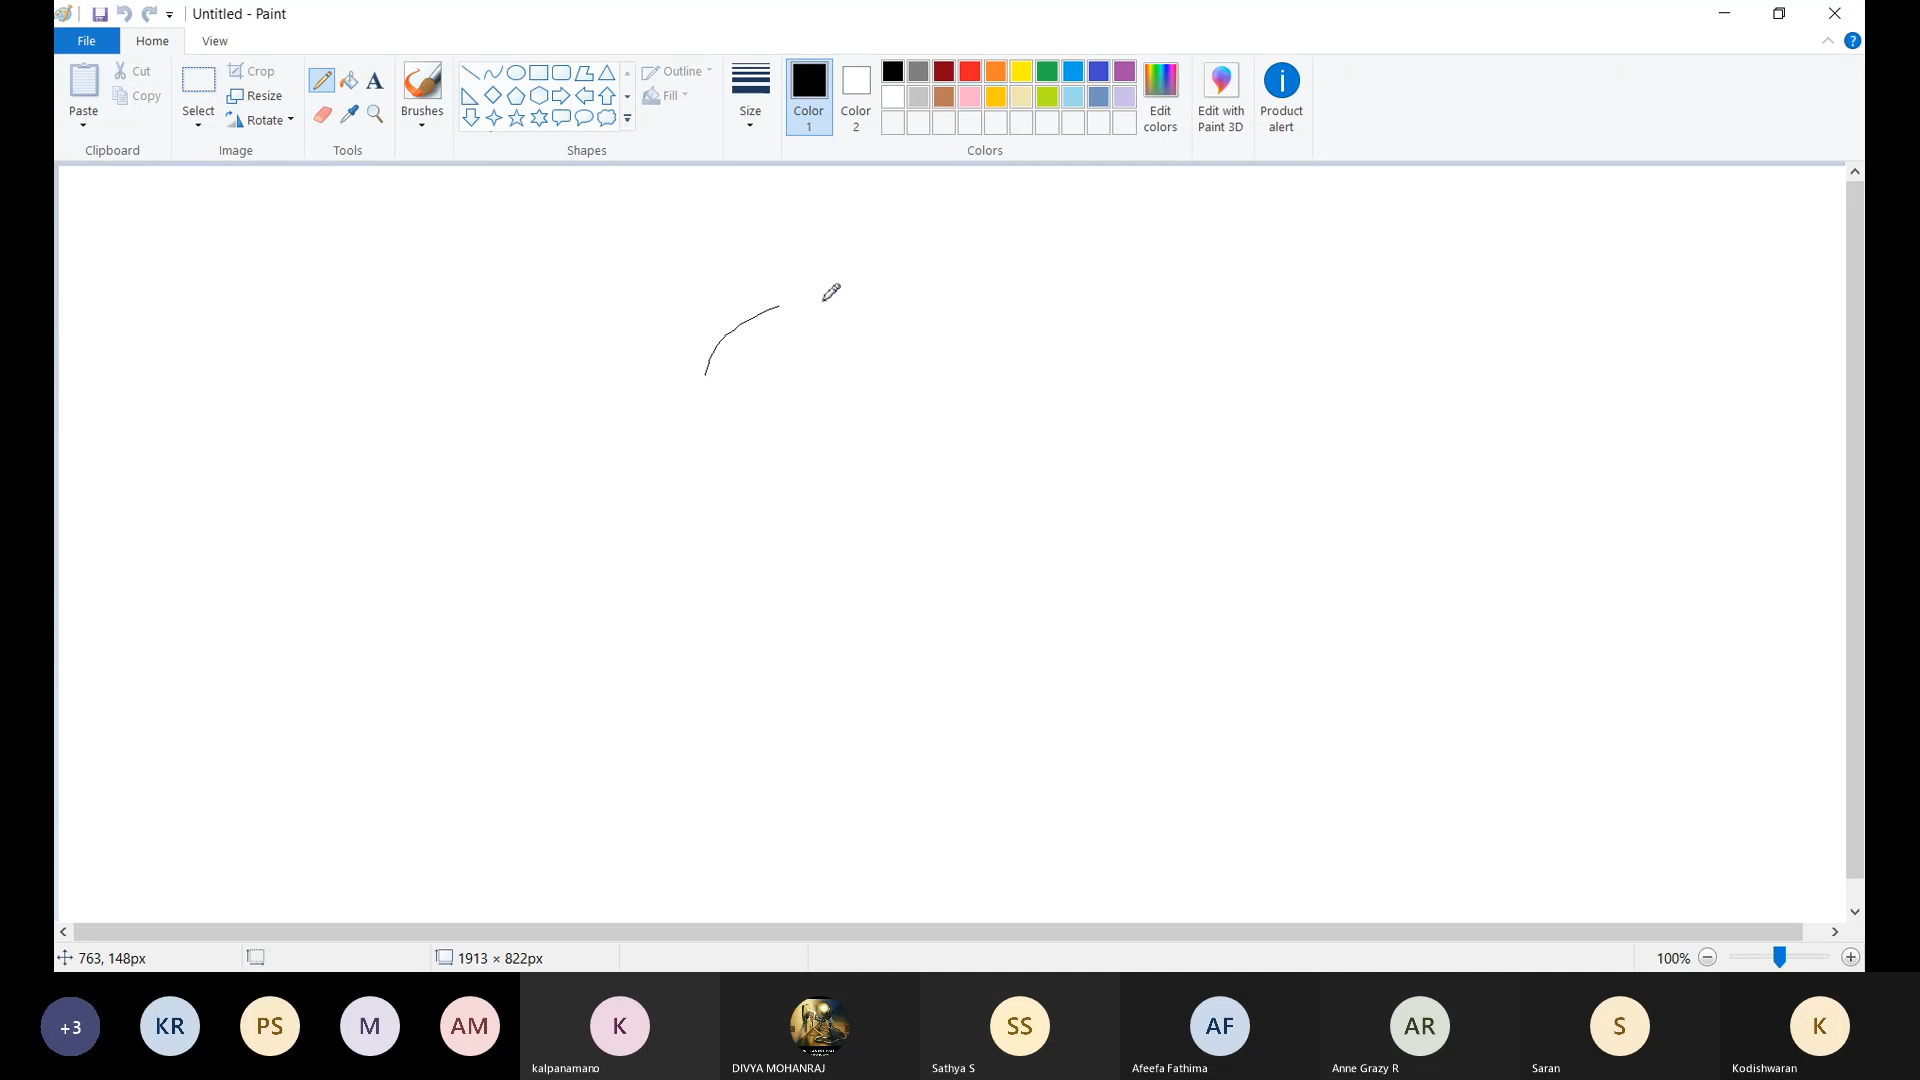 Untitled - Paint
File Home View
Paste
Cut
Copy
Clipboard
Select
Crop
Resize
Rotate
Image
A
Tools
Brushes
Shapes
Outline
Fill
Size
Color 1
Color 2
Edit colors
Colors
Edit with Paint 3D
Product alert
763, 148px
1913 × 822px
100%
+3
KR
PS
M
AM
K
kalpanamano
DIVYA MOHANRAJ
SS
Sathya S
AF
Afeefa Fathima
AR
Anne Grazy R
S
Saran
K
Kodishwaran